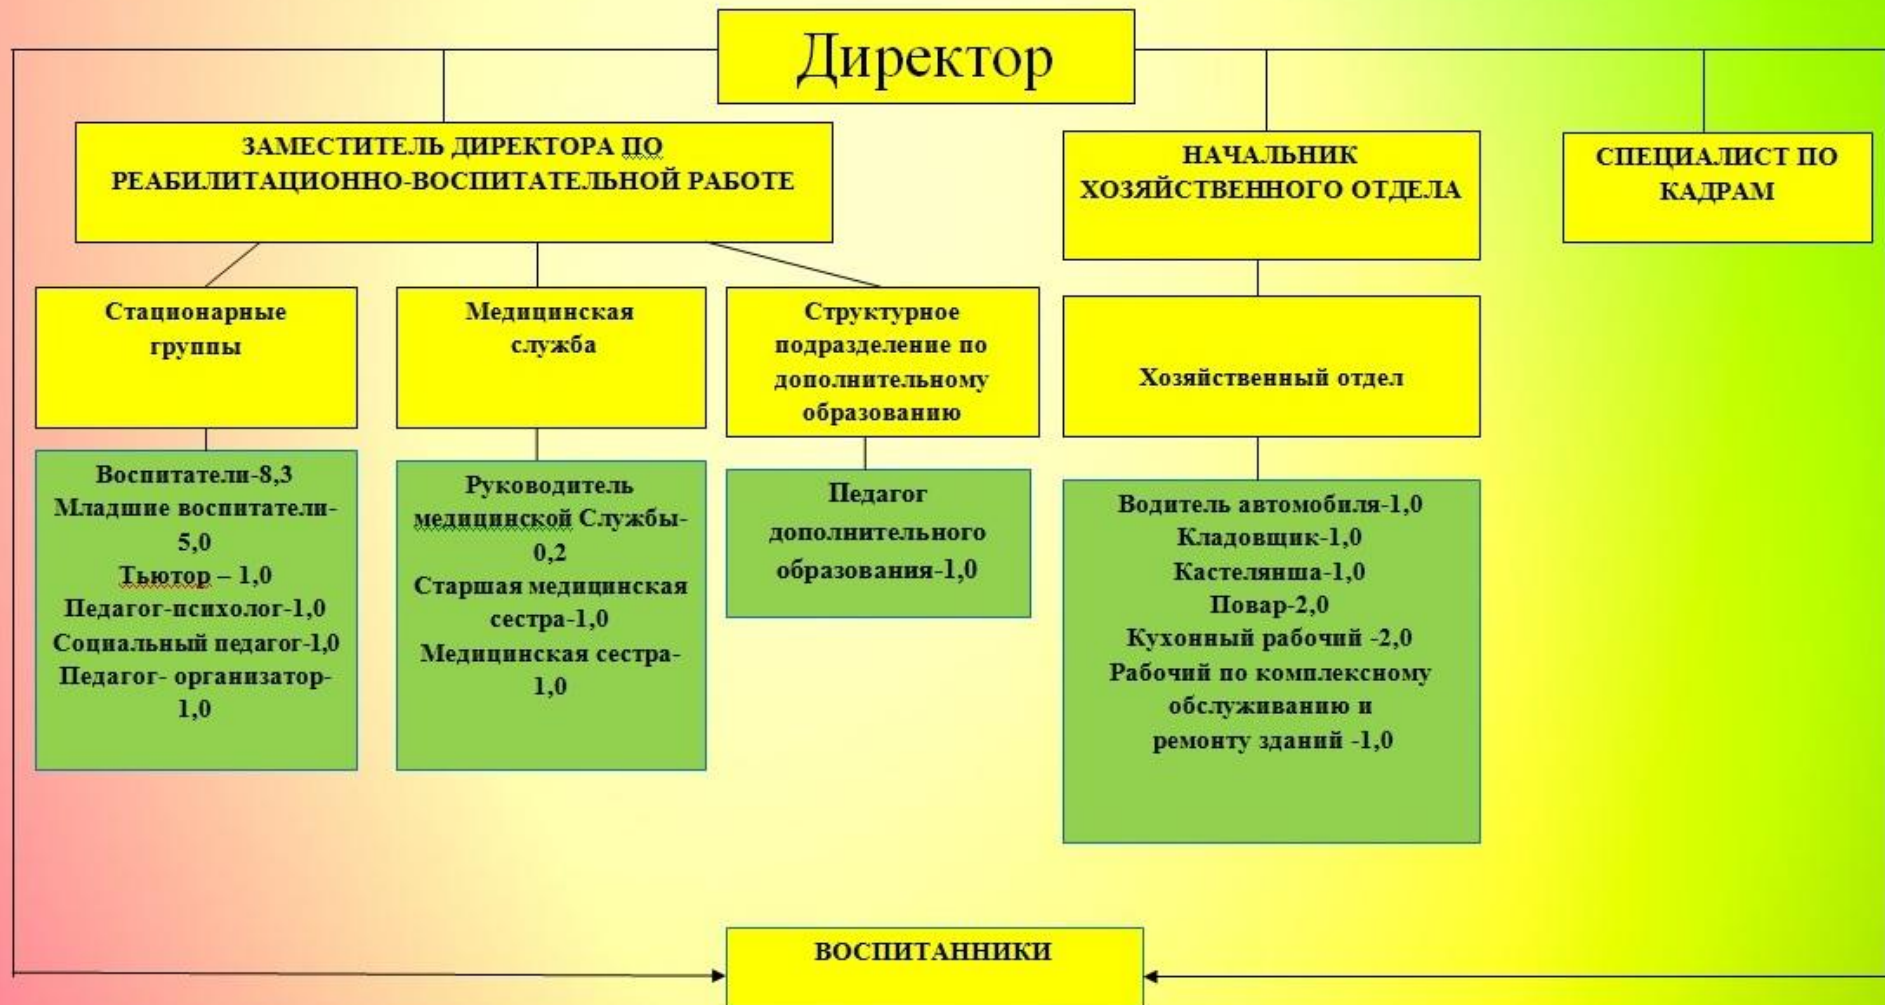 Директор
ЗАМЕСТИТЕЛЬ ДИРЕКТОРА ПО
РЕАБИЛИТАЦИОННО-ВОСПИТАТЕЛЬНОЙ РАБОТЕ
НАЧАЛЬНИК
ХОЗЯЙСТВЕННОГО ОТДЕЛА
СПЕЦИАЛИСТ ПО
КАДРАМ
Стационарные
группы
Медицинская
служба
Структурное
подразделение по
дополнительному
образованию
Хозяйственный отдел
Воспитатели-8,3
Младшие воспитатели-
5,0
Тьютор – 1,0
Педагог-психолог-1,0
Социальный педагог-1,0
Педагог- организатор-
1,0
Руководитель
медицинской Службы-
0,2
Старшая медицинская
сестра-1,0
Медицинская сестра-
1,0
Педагог
дополнительного
образования-1,0
Водитель автомобиля-1,0
Кладовщик-1,0
Кастелянша-1,0
Повар-2,0
Кухонный рабочий -2,0
Рабочий по комплексному
обслуживанию и
ремонту зданий -1,0
ВОСПИТАННИКИ